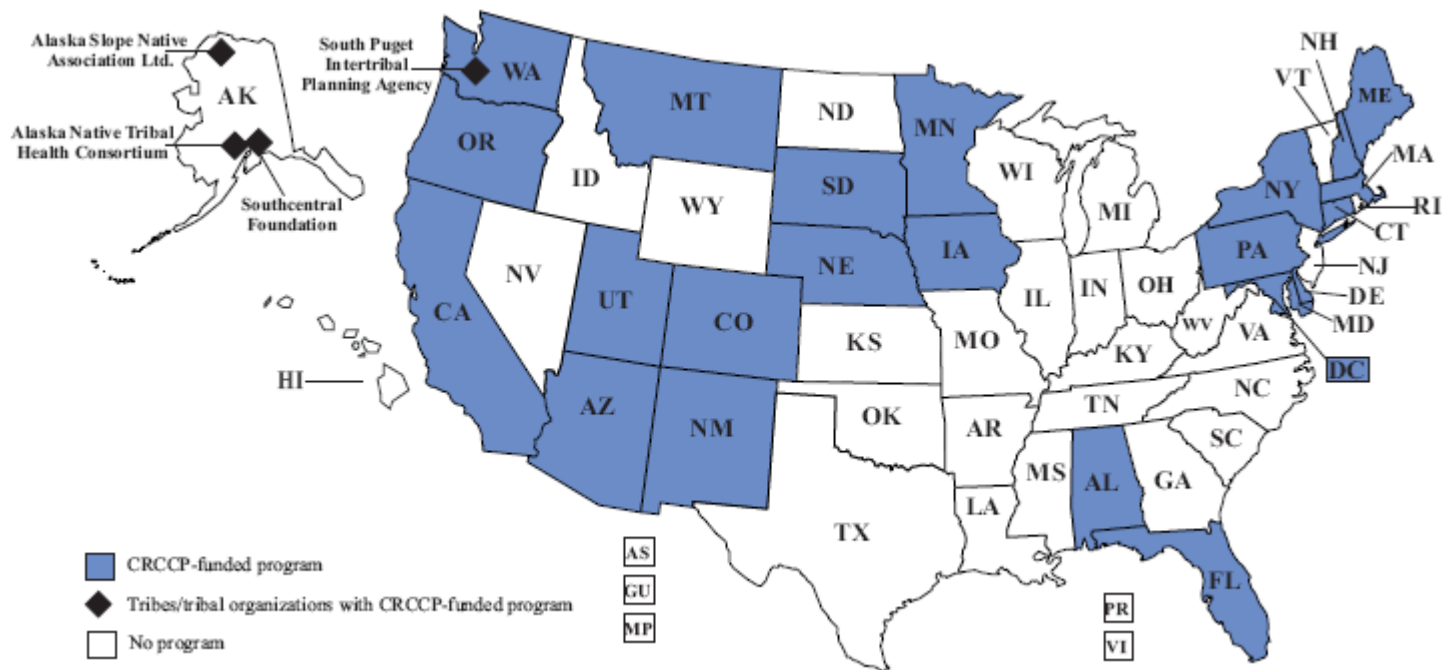 Alaska Slope Native
Association Ltd.
South Puget
Intertribal
Planning Agency
NH
VT
WA
MT
ND
MN
ME
AK
OR
MA
Alaska Native Tribal
Health Consortium
ID
SD
WI
NY
WY
MI
RI
Southcentral
Foundation
CT
NE
IA
PA
NV
NJ
UT
IL
IN
OH
DE
CA
CO
WV
MD
KS
MO
KY
VA
DC
HI
AZ
NM
OK
AR
TN
NC
SC
MS
AL
GA
LA
TX
AS
CRCCP-funded program
FL
GU
Tribes/tribal organizations with CRCCP-funded program
PR
MP
No program
VI